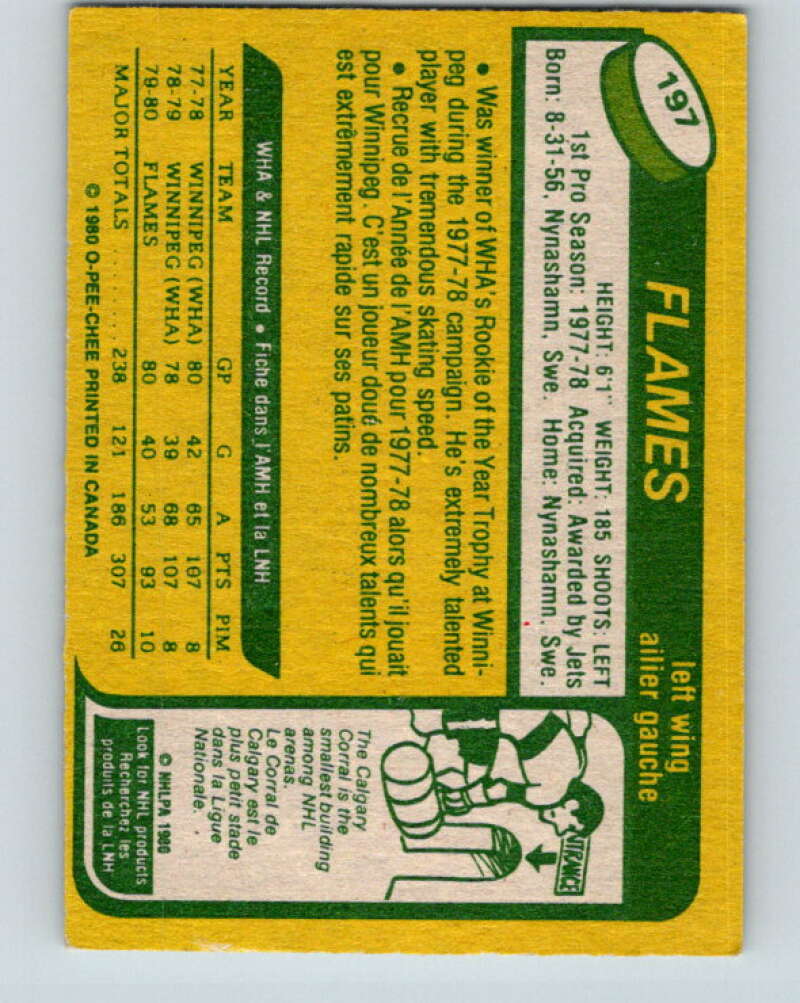 197
FLAMES
left wing
ailier gauche
HEIGHT: 6'1" WEIGHT: 185 SHOOTS: LEFT
1st Pro Season: 1977-78 Acquired: Awarded by Jets
Born: 8-31-56, Nynashamn, Swe. Home: Nynashamn, Swe.
• Was winner of WHA's Rookie of the Year Trophy at Winni-
peg during the 1977-78 campaign. He's extremely talented
player with tremendous skating speed.
• Recrue de l'Année de l'AMH pour 1977-78 alors qu'il jouait
pour Winnipeg. C'est un joueur doué de nombreux talents qui
est extrêmement rapide sur ses patins.
WHA & NHL Record • Fiche dans l'AMH et la LNH
YEAR TEAM GP G A PTS PIM
77-78 WINNIPEG (WHA) 80 42 65 107 8
78-79 WINNIPEG (WHA) 78 39 68 107 8
79-80 FLAMES 80 40 53 93 10
MAJOR TOTALS ........ 238 121 186 307 26
© 1980 O-PEE-CHEE PRINTED IN CANADA
The Calgary
Corral is the
smallest building
among NHL
arenas.
Le Corral de
Calgary est le
plus petit stade
dans la Ligue
Nationale.
© NHLPA 1980
Look for NHL products
Recherchez les
produits de la LNH